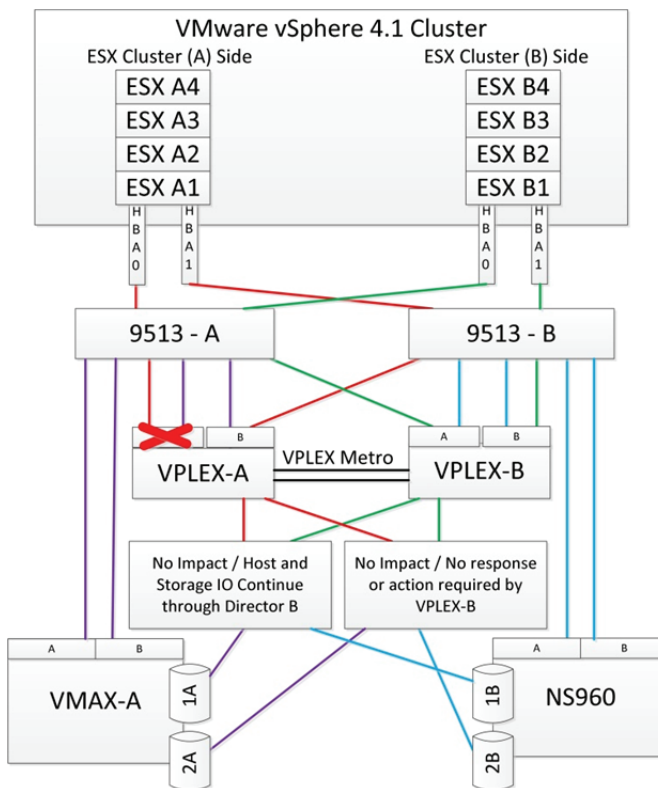 VMware vSphere 4.1 Cluster
ESX Cluster (A) Side
ESX Cluster (B) Side
ESX A4
ESX A3
ESX A2
ESX A1
ESX B4
ESX B3
ESX B2
ESX B1
HBA0
HBA1
HBA0
HBA1
9513 - A
9513 - B
B
VPLEX-A
VPLEX Metro
A
B
VPLEX-B
No Impact / Host and
Storage IO Continue
through Director B
No Impact / No response
or action required by
VPLEX-B
A
B
VMAX-A
1A
2A
A
B
NS960
1B
2B